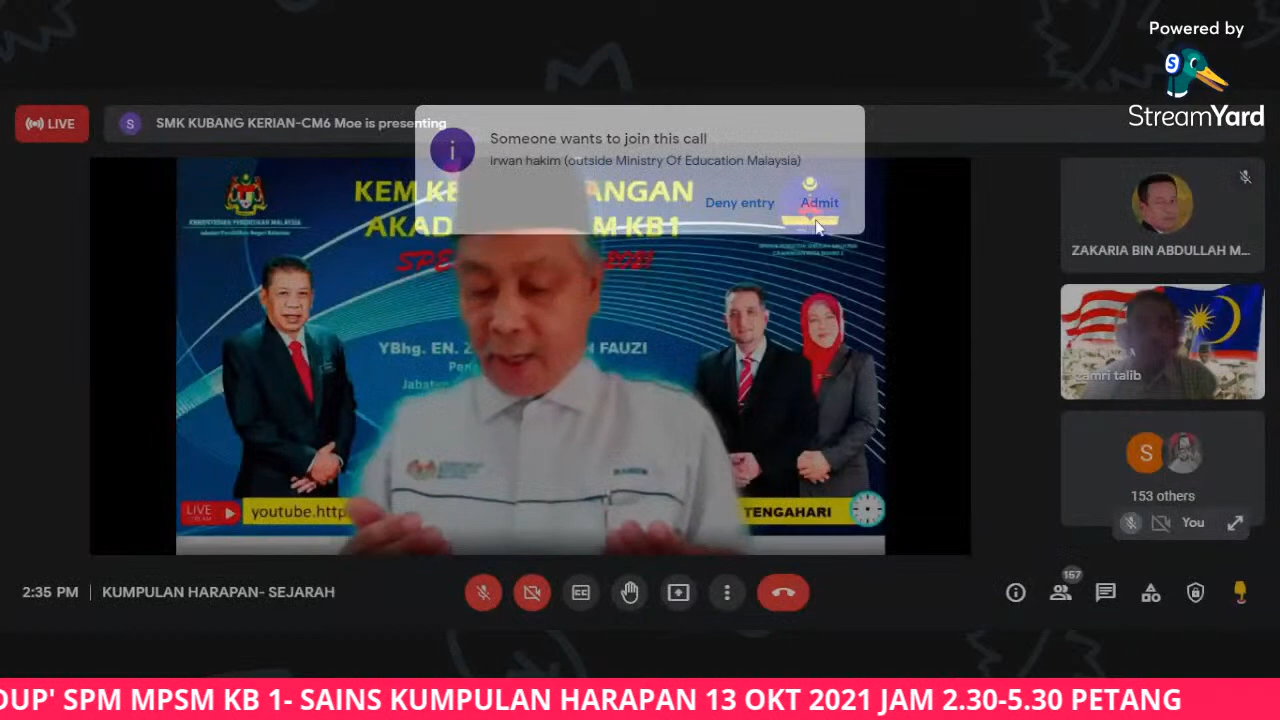 Powered by
StreamYard
LIVE
S
SMK KUBANG KERIAN-CM6 Moe is presenting
Someone wants to join this call
i
irwan hakim (outside Ministry Of Education Malaysia)
Deny entry
Admit
KEM
ANGAN
AKAD
M KB1
SPE
2021
YBhg. EN. Z
N FAUZI
LIVE
youtube.http
TENGAHARI
ZAKARIA BIN ABDULLAH M...
zamri talib
S
153 others
You
2:35 PM
KUMPULAN HARAPAN- SEJARAH
157
DUP' SPM MPSM KB 1- SAINS KUMPULAN HARAPAN 13 OKT 2021 JAM 2.30-5.30 PETANG